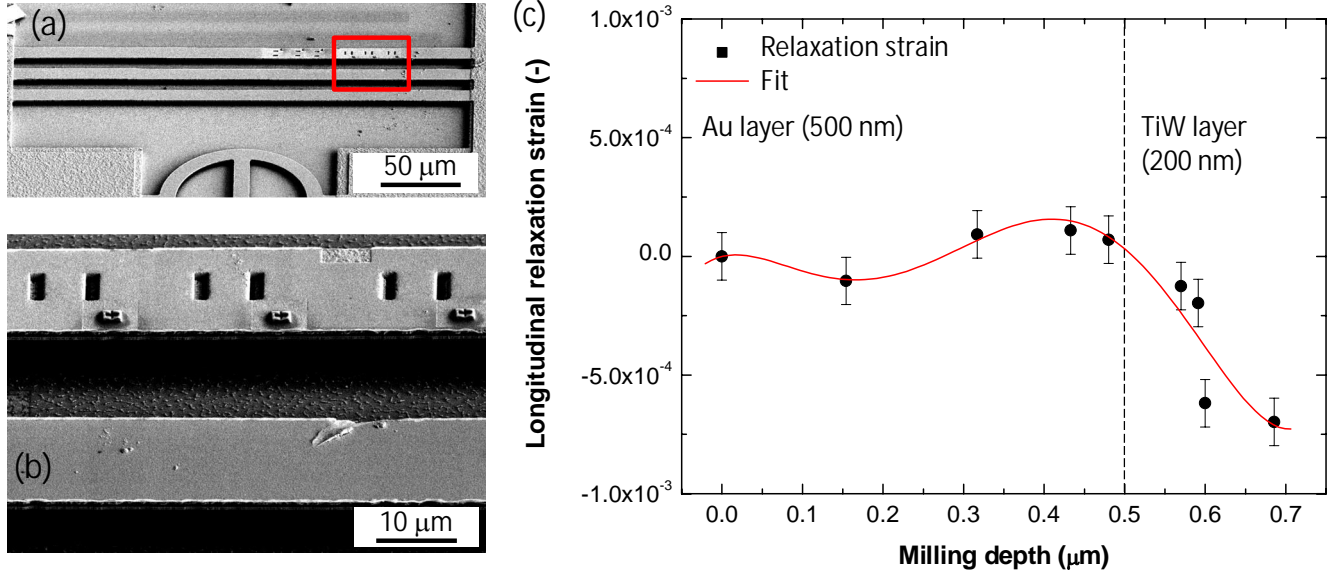 (a)
50 μm
(b)
10 μm
(c)
Longitudinal relaxation strain (-)
1.0x10⁻³
5.0x10⁻⁴
0.0
-5.0x10⁻⁴
-1.0x10⁻³
Relaxation strain
Fit
Au layer (500 nm)
TiW layer
(200 nm)
0.0 0.1 0.2 0.3 0.4 0.5 0.6 0.7
Milling depth (μm)